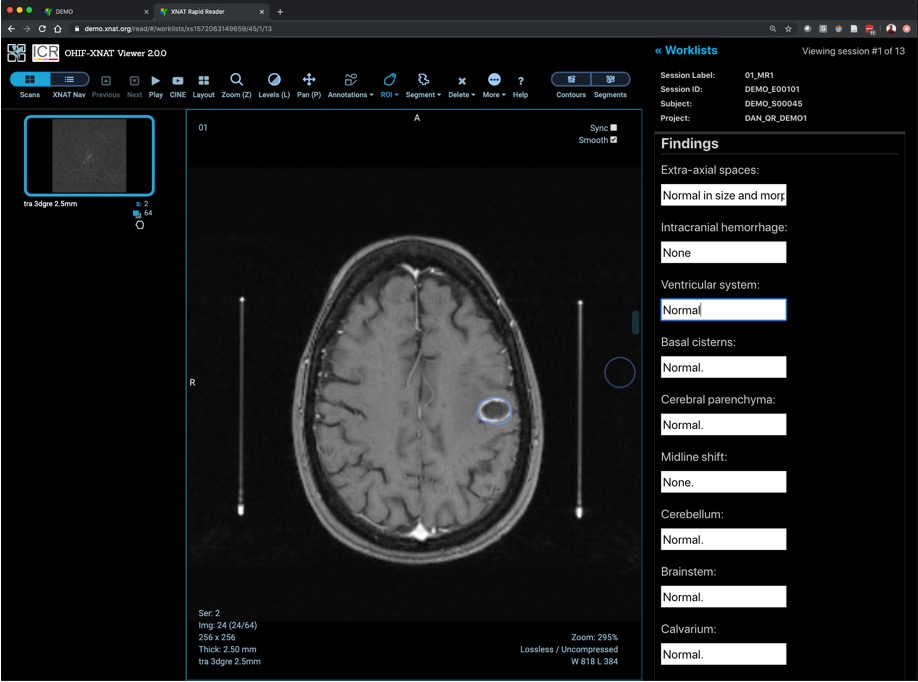 DEMO
XNAT Rapid Reader
demo.xnat.org/read/#/worklists/xs1572063149659/45/1/13
ICR OHIF-XNAT Viewer 2.0.0
« Worklists
Viewing session #1 of 13
Scans XNAT Nav Previous Next Play CINE Layout Zoom (Z) Levels (L) Pan (P) Annotations ROI Segment Delete More Help Contours Segments
Session Label: 01_MR1
Session ID: DEMO_E00101
Subject: DEMO_S00045
Project: DAN_QR_DEMO1
tra 3dgre 2.5mm
s: 2
64
01
A
Sync
Smooth
R
Ser: 2
Img: 24 (24/64)
256 x 256
Thick: 2.50 mm
tra 3dgre 2.5mm
Zoom: 295%
Lossless / Uncompressed
W 818 L 384
Findings
Extra-axial spaces:
Normal in size and morp
Intracranial hemorrhage:
None
Ventricular system:
Normal
Basal cisterns:
Normal.
Cerebral parenchyma:
Normal.
Midline shift:
None.
Cerebellum:
Normal.
Brainstem:
Normal.
Calvarium:
Normal.